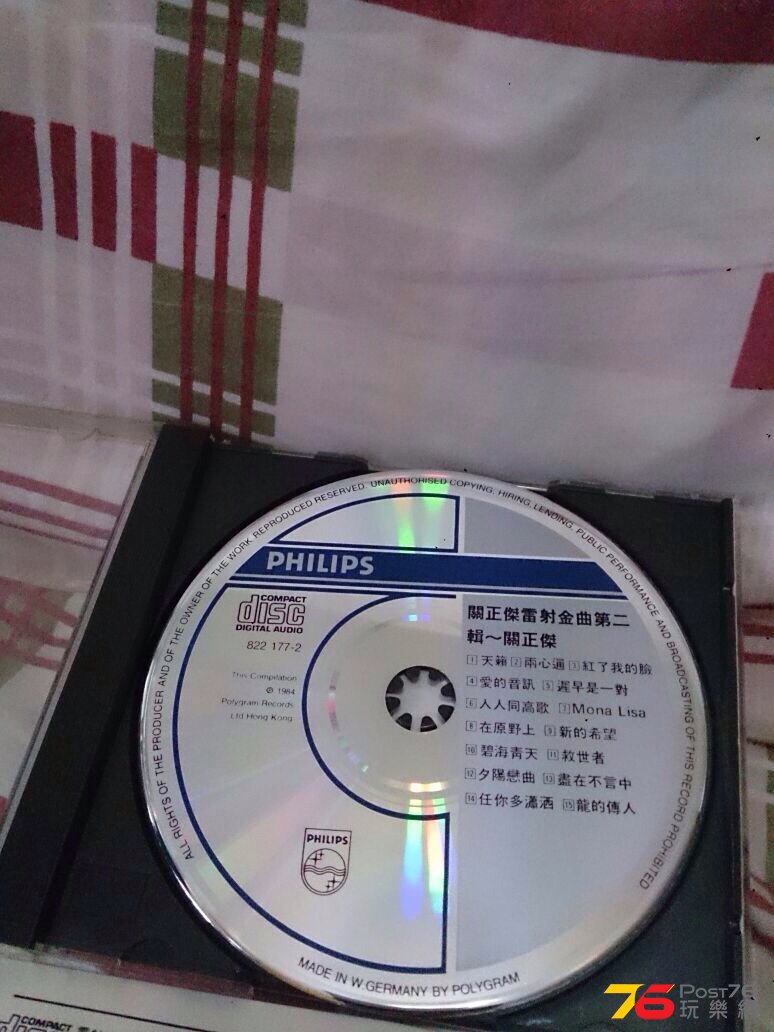 ALL RIGHTS OF THE PRODUCER AND OF THE OWNER OF THE WORK REPRODUCED RESERVED. UNAUTHORISED COPYING, HIRING, LENDING, PUBLIC PERFORMANCE AND BROADCASTING OF THIS RECORD PROHIBITED
PHILIPS
COMPACT
disc
DIGITAL AUDIO
822 177-2
This Compilation
℗ 1984
Polygram Records
Ltd Hong Kong
關正傑雷射金曲第二
輯～關正傑
1 天籟 2 兩心通 3 紅了我的臉
4 愛的音訊 5 遲早是一對
6 人人同高歌 7 Mona Lisa
8 在原野上 9 新的希望
10 碧海青天 11 救世者
12 夕陽戀曲 13 盡在不言中
14 任你多瀟洒 15 龍的傳人
PHILIPS
MADE IN W.GERMANY BY POLYGRAM
COMPACT
76 Post76
玩樂網